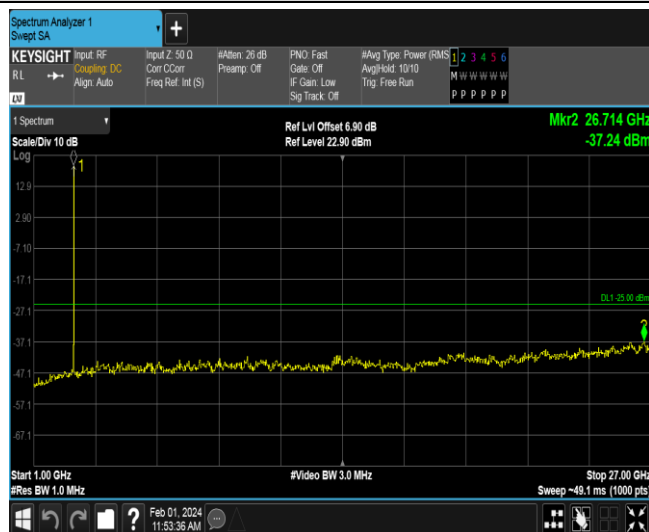 Spectrum Analyzer 1
Swept SA
+
KEYSIGHT
RL
LXI
Input: RF
Coupling: DC
Align: Auto
Input Z: 50 Ω
Corr CCorr
Freq Ref: Int (S)
#Atten: 26 dB
Preamp: Off
PNO: Fast
Gate: Off
IF Gain: Low
Sig Track: Off
#Avg Type: Power (RMS
Avg|Hold: 10/10
Trig: Free Run
1 2 3 4 5 6
M W W W W W
P P P P P P
1 Spectrum
Scale/Div 10 dB
Ref Lvl Offset 6.90 dB
Ref Level 22.90 dBm
Mkr2 26.714 GHz
-37.24 dBm
Log
1
12.9
2.90
-7.10
-17.1
DL1 -25.00 dBm
-27.1
2
-37.1
-47.1
-57.1
-67.1
Start 1.00 GHz
#Res BW 1.0 MHz
#Video BW 3.0 MHz
Stop 27.00 GHz
Sweep ~49.1 ms (1000 pts)
?
Feb 01, 2024
11:53:36 AM